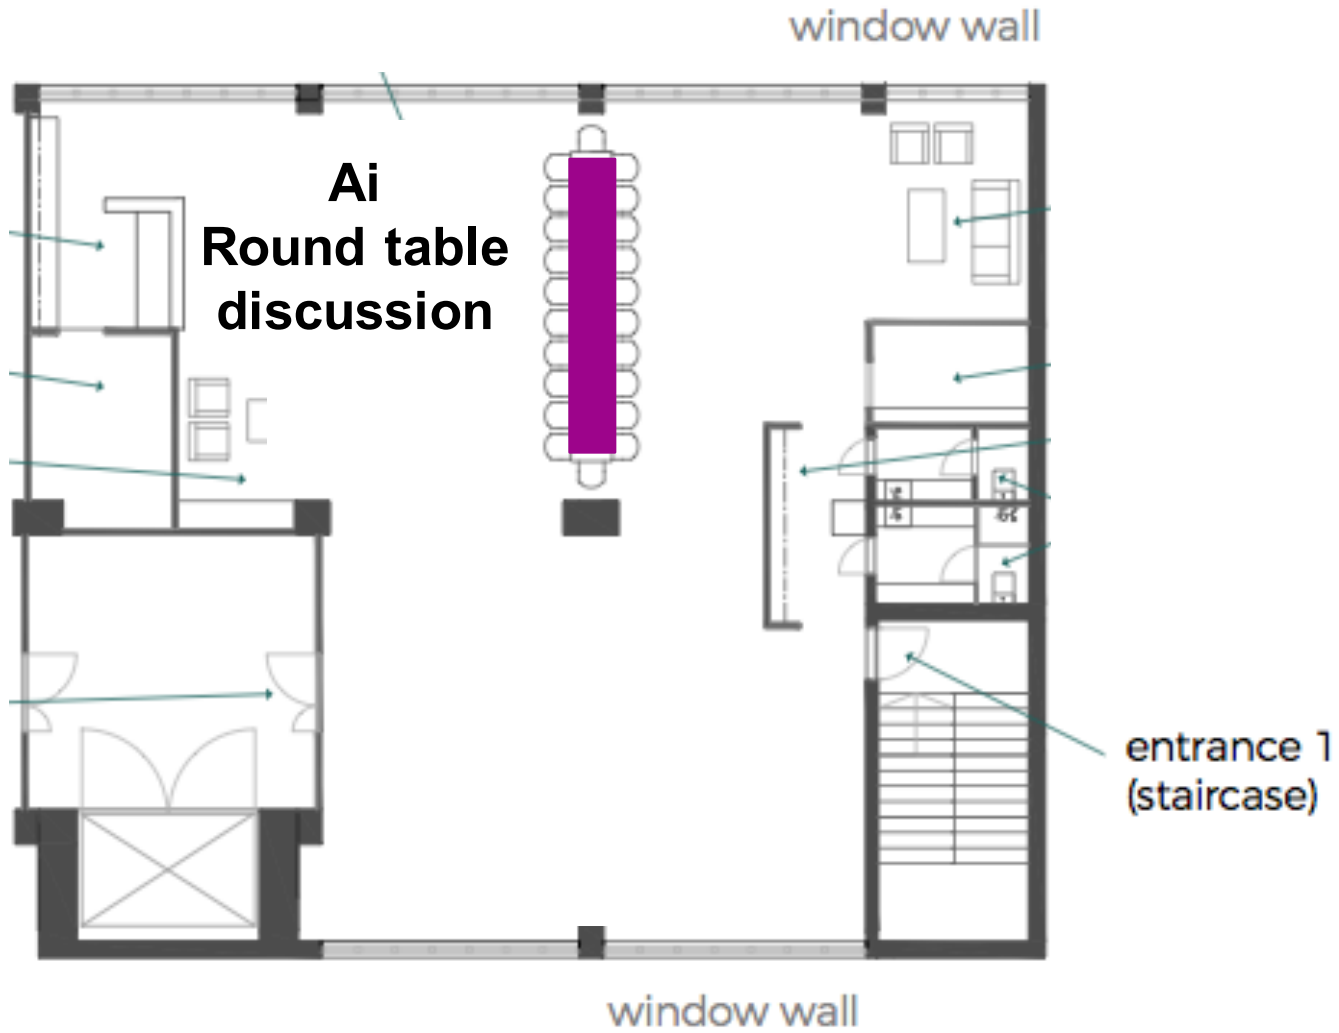 window wall
Ai
Round table
discussion
entrance 1
(staircase)
window wall